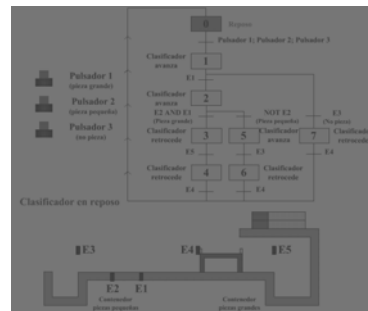 0 Reposo
Pulsador 1; Pulsador 2; Pulsador 3
Clasificador avanza
1
E1
Clasificador avanza
2
E2 AND E1
(Pieza grande)
NOT E2
(Pieza pequeña)
E3
(No pieza)
Clasificador retrocede
3
5
Clasificador avanza
7
Clasificador retrocede
E5
E3
E4
Clasificador retrocede
4
6
Clasificador retrocede
E4
E4
Pulsador 1
(pieza grande)
Pulsador 2
(pieza pequeña)
Pulsador 3
(no pieza)
Clasificador en reposo
E3
E4
E5
E2
E1
Contenedor
piezas pequeñas
Contenedor
piezas grandes